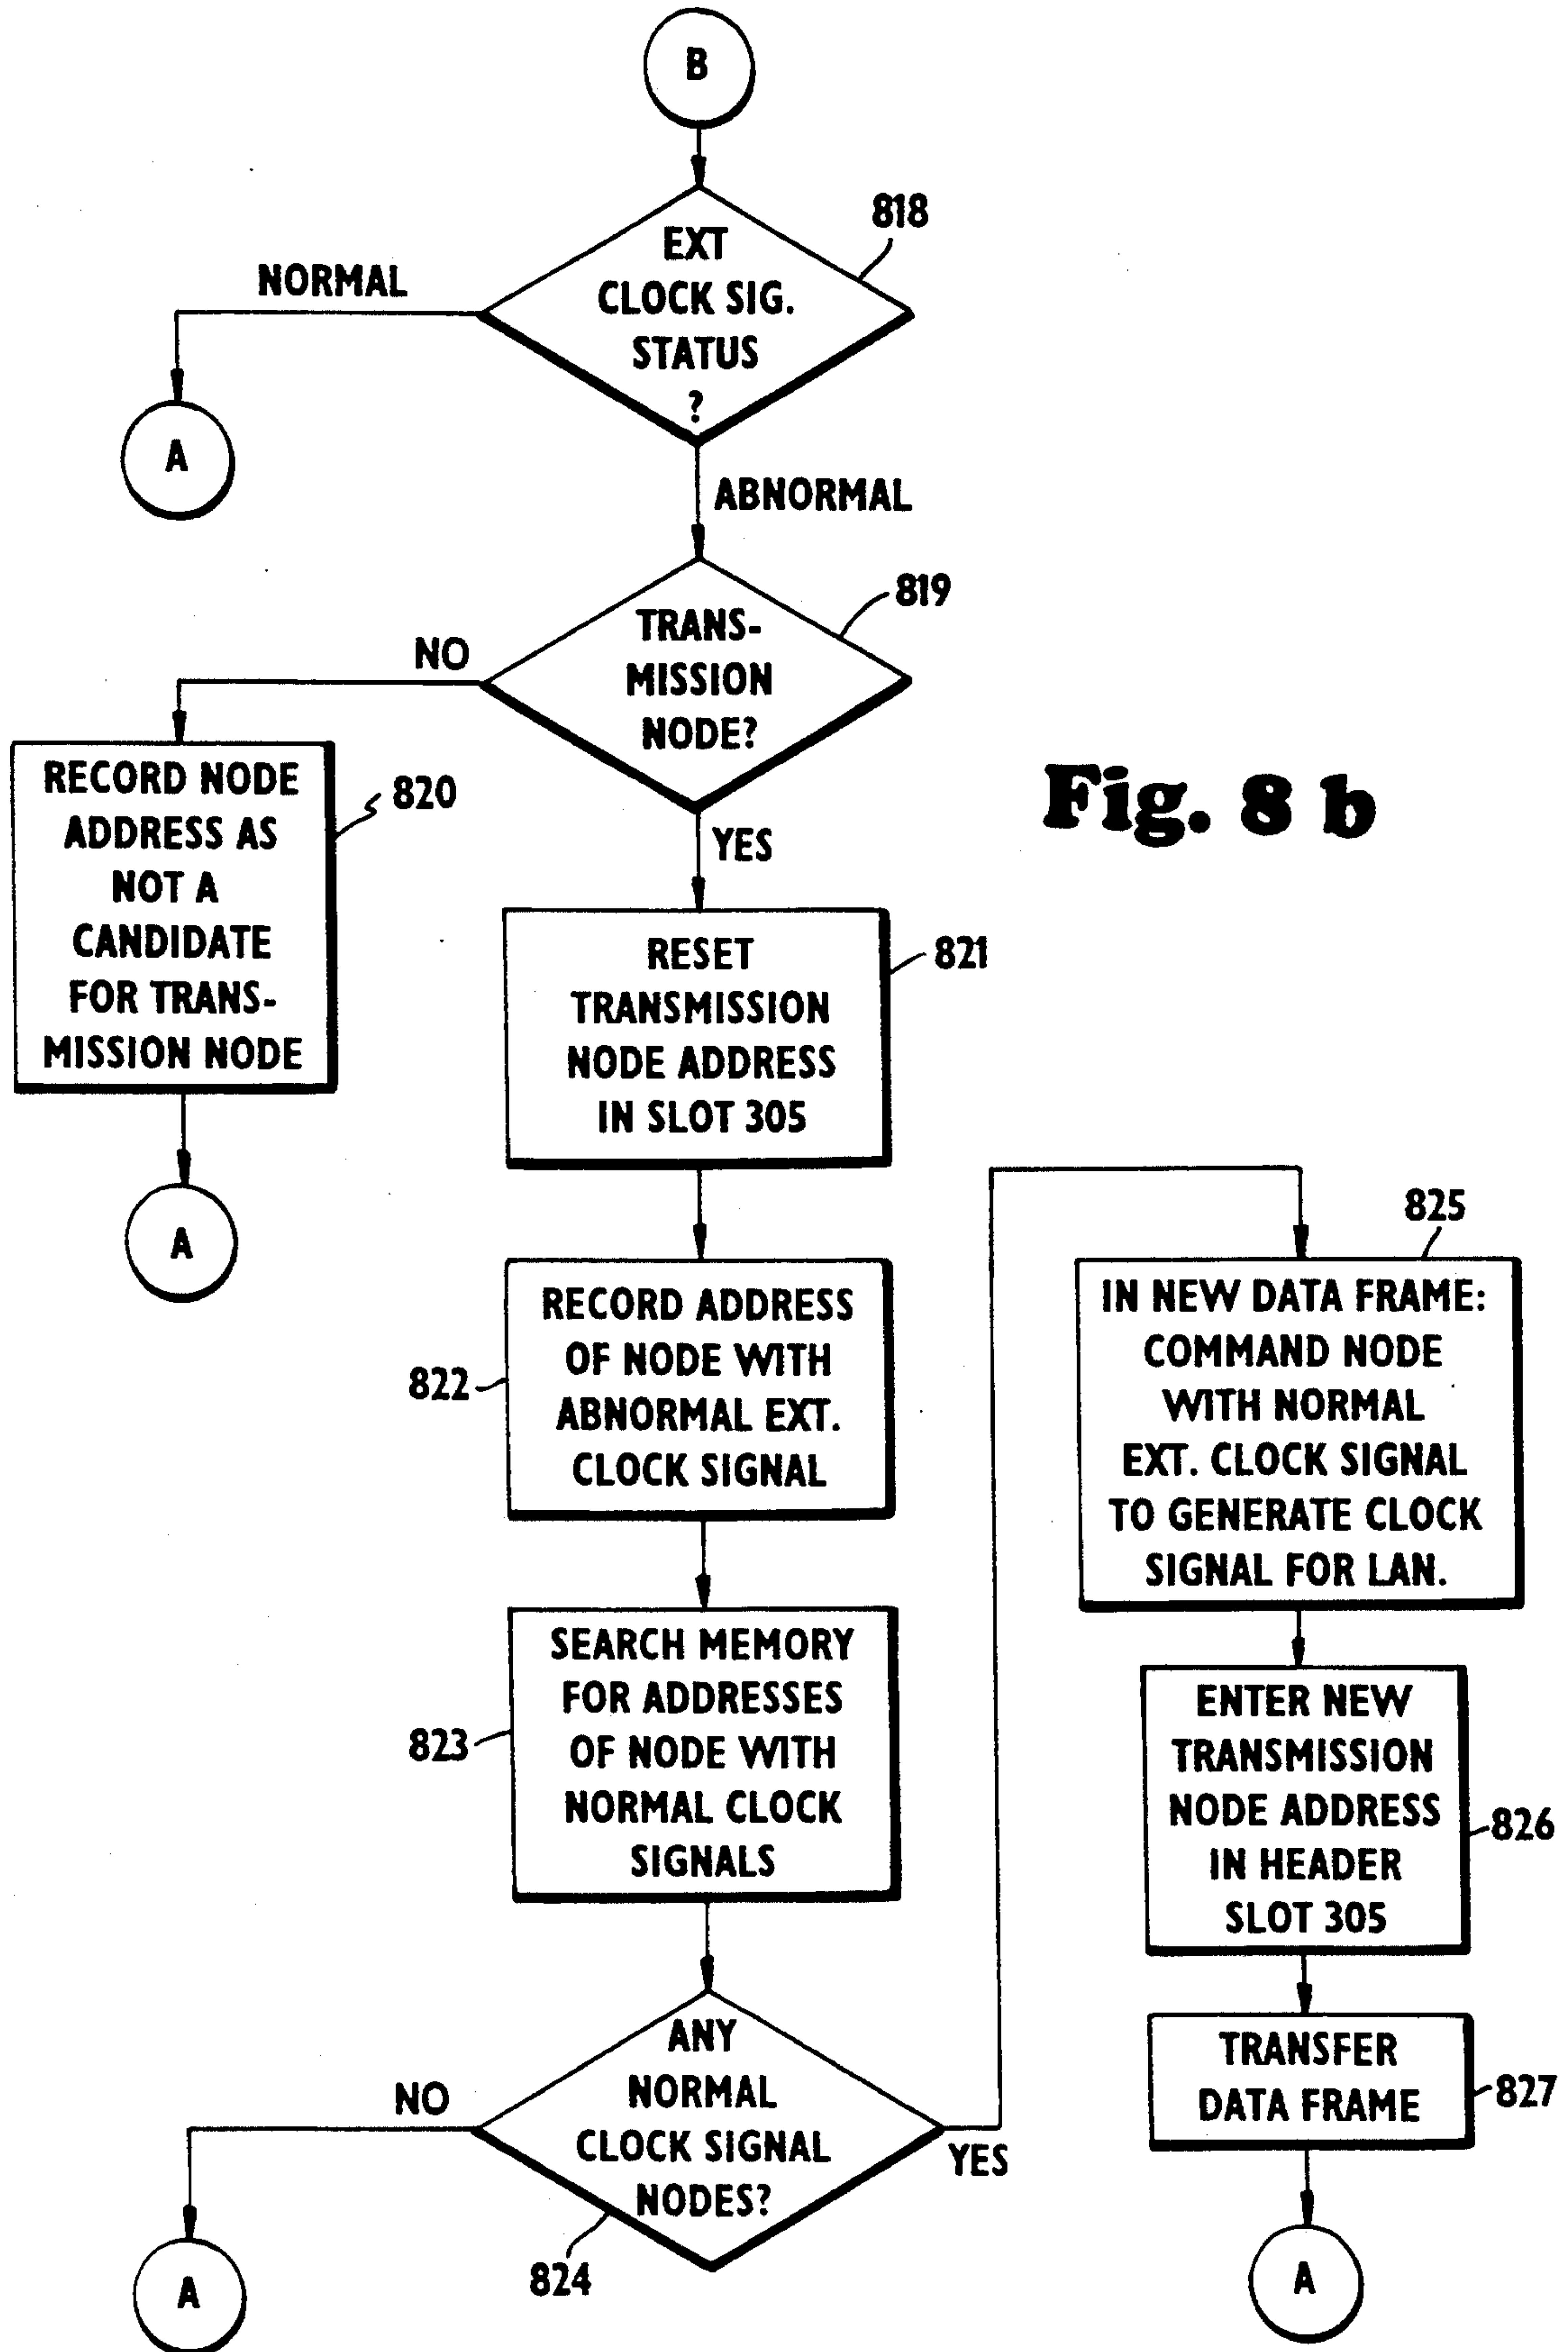 B
818
EXT
CLOCK SIG.
STATUS
?
NORMAL
A
ABNORMAL
819
TRANS-
MISSION
NODE?
NO
RECORD NODE
ADDRESS AS
NOT A
CANDIDATE
FOR TRANS-
MISSION NODE
820
A
YES
Fig. 8 b
RESET
TRANSMISSION
NODE ADDRESS
IN SLOT 305
821
RECORD ADDRESS
OF NODE WITH
ABNORMAL EXT.
CLOCK SIGNAL
822
SEARCH MEMORY
FOR ADDRESSES
OF NODE WITH
NORMAL CLOCK
SIGNALS
823
ANY
NORMAL
CLOCK SIGNAL
NODES?
824
NO
A
YES
825
IN NEW DATA FRAME:
COMMAND NODE
WITH NORMAL
EXT. CLOCK SIGNAL
TO GENERATE CLOCK
SIGNAL FOR LAN.
ENTER NEW
TRANSMISSION
NODE ADDRESS
IN HEADER
SLOT 305
826
TRANSFER
DATA FRAME
827
A